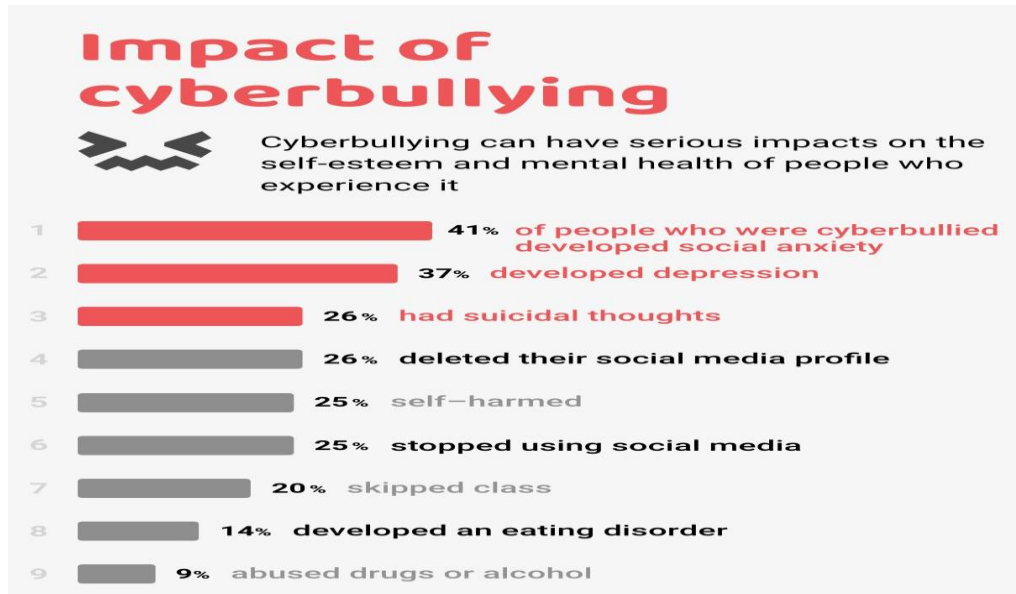 Impact of
cyberbullying
Cyberbullying can have serious impacts on the
self-esteem and mental health of people who
experience it
1 41% of people who were cyberbullied
developed social anxiety
2 37% developed depression
3 26% had suicidal thoughts
4 26% deleted their social media profile
5 25% self-harmed
6 25% stopped using social media
7 20% skipped class
8 14% developed an eating disorder
9 9% abused drugs or alcohol